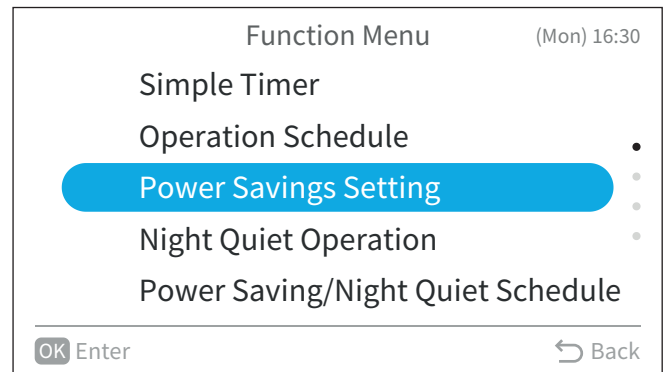 Function Menu (Mon) 16:30
Simple Timer
Operation Schedule
Power Savings Setting
Night Quiet Operation
Power Saving/Night Quiet Schedule
OK Enter Back